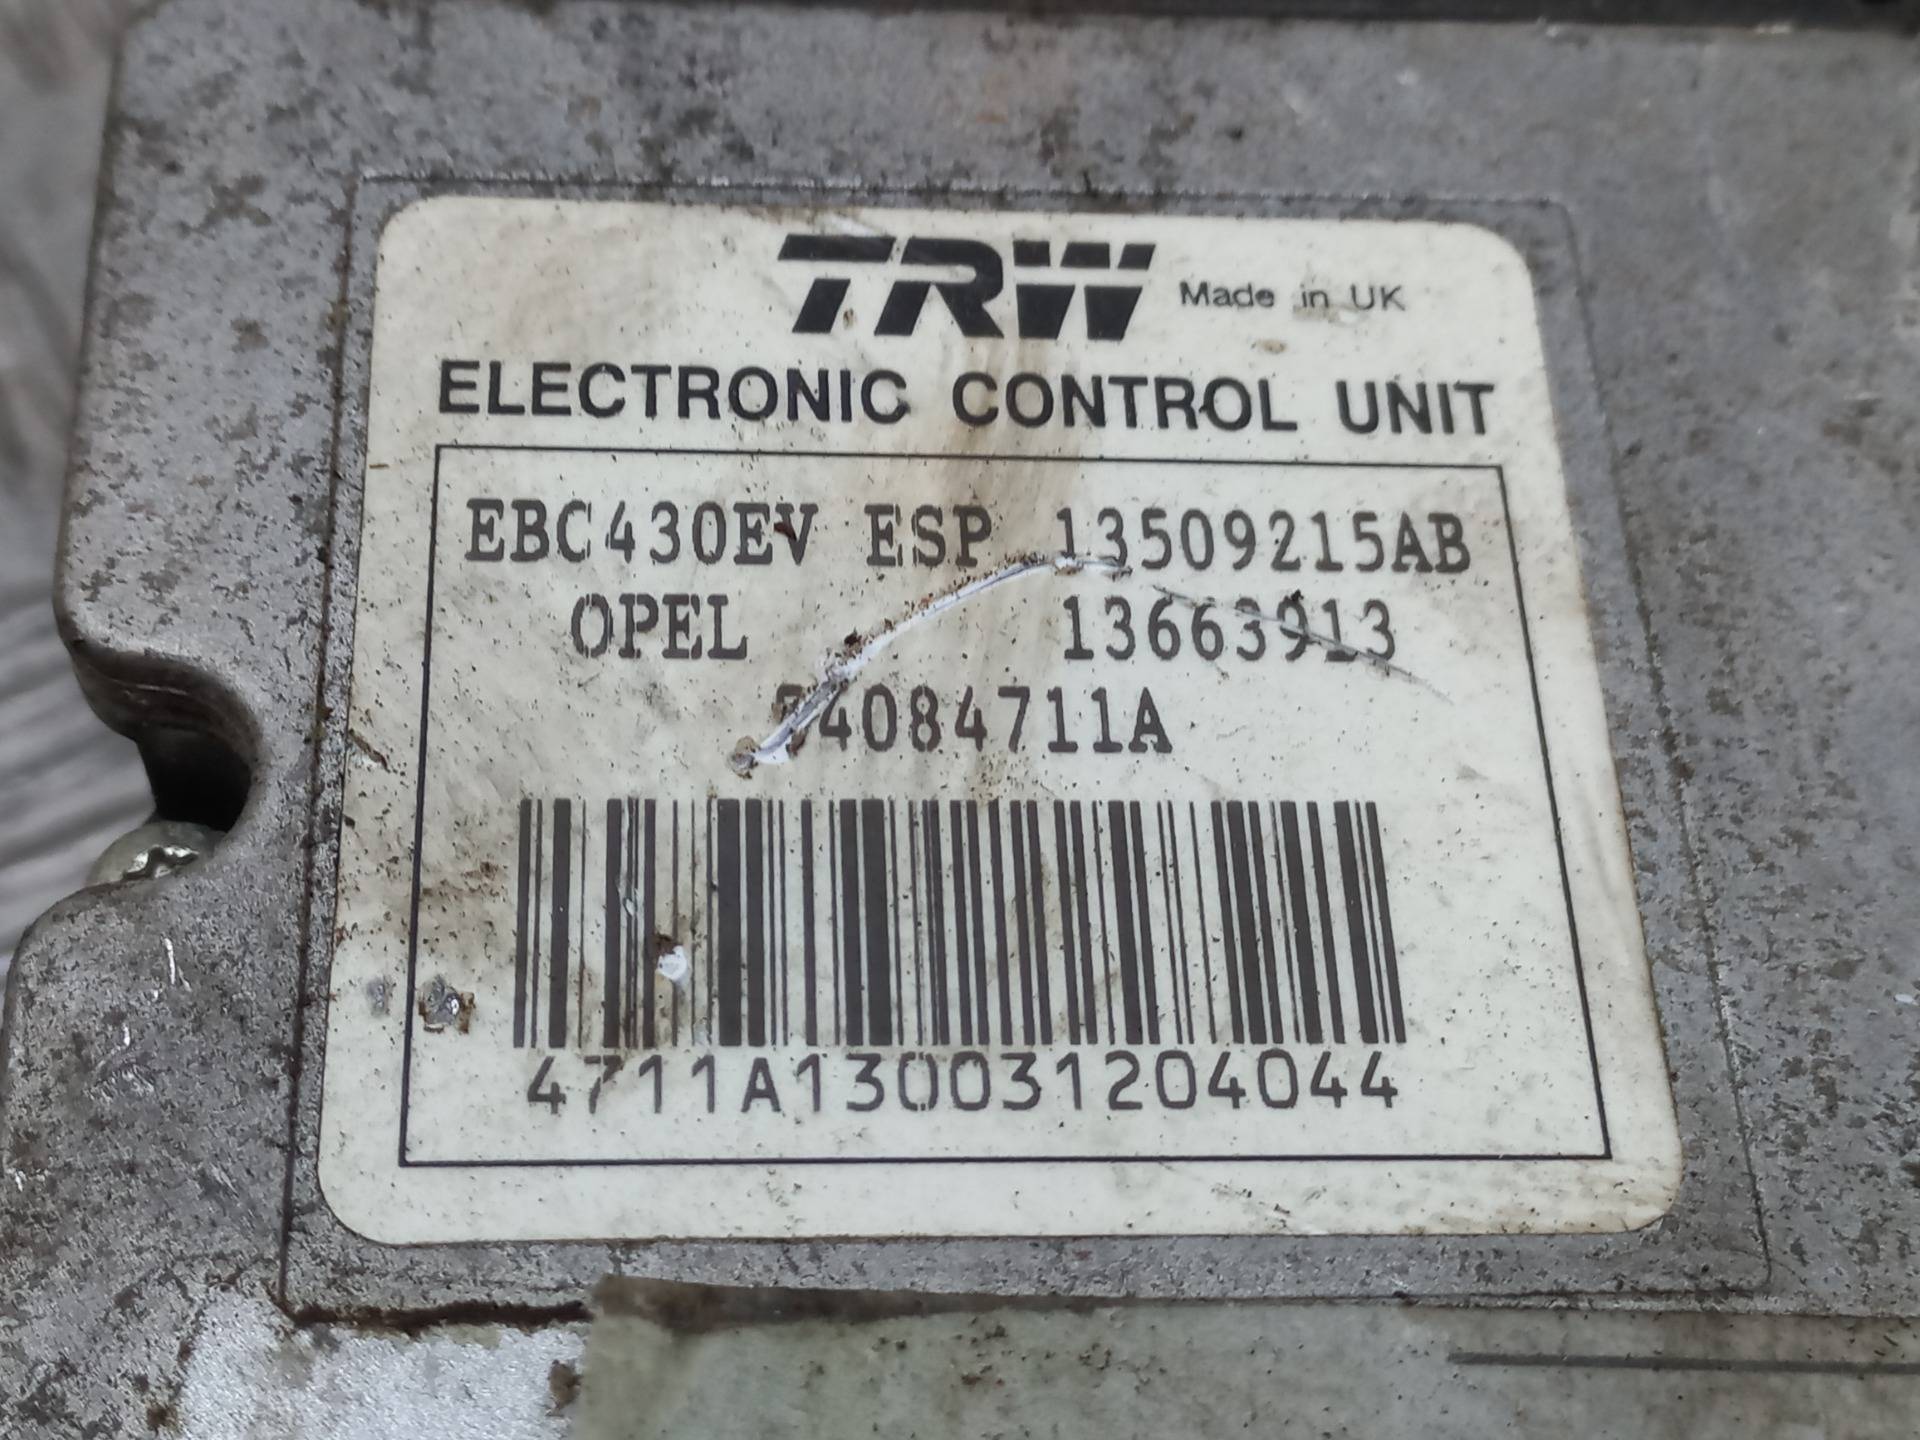 TRW Made in UK
ELECTRONIC CONTROL UNIT
EBC430EV ESP 13509215AB
OPEL 13663913
4711A130031204044